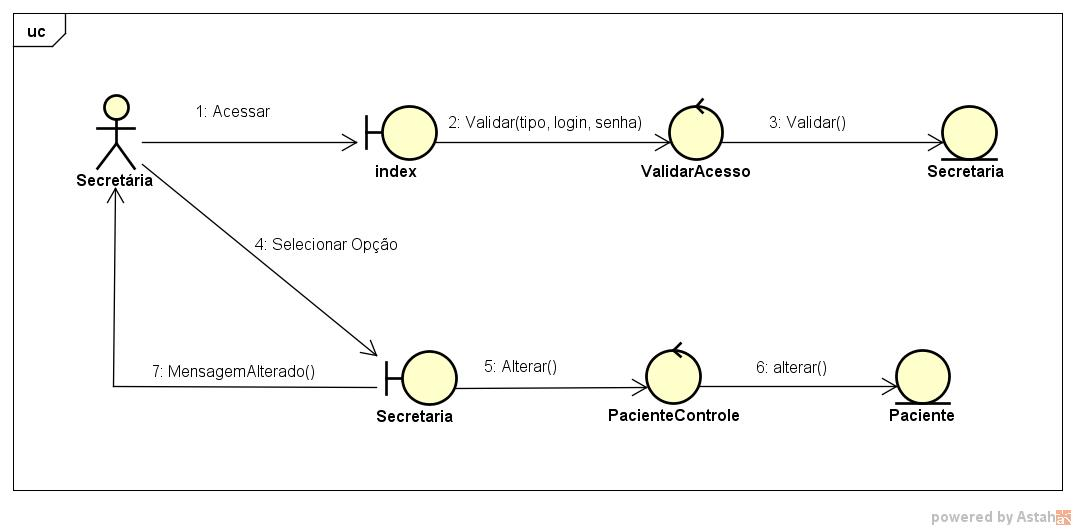 uc
1: Acessar
2: Validar(tipo, login, senha)
3: Validar()
Secretária
index
ValidarAcesso
Secretaria
4: Selecionar Opção
7: MensagemAlterado()
5: Alterar()
6: alterar()
Secretaria
PacienteControle
Paciente
powered by Astah